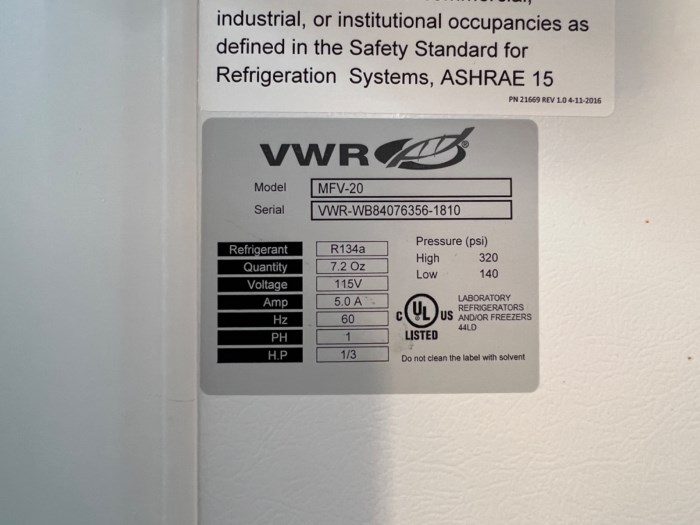 industrial, or institutional occupancies as
defined in the Safety Standard for
Refrigeration Systems, ASHRAE 15
PN 21669 REV 1.0 4-11-2016
VWR®
Model MFV-20
Serial VWR-WB84076356-1810
Refrigerant R134a
Quantity 7.2 Oz
Voltage 115V
Amp 5.0 A
Hz 60
PH 1
H.P 1/3
Pressure (psi)
High 320
Low 140
C UL US
LISTED
LABORATORY
REFRIGERATORS
AND/OR FREEZERS
44LD
Do not clean the label with solvent